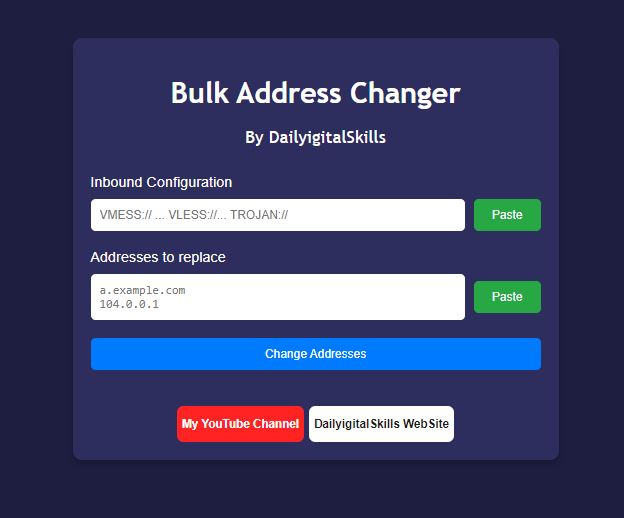 Bulk Address Changer
By DailyigitalSkills
Inbound Configuration
VMESS:// ... VLESS://... TROJAN://
Paste
Addresses to replace
a.example.com
104.0.0.1
Paste
Change Addresses
My YouTube Channel
DailyigitalSkills WebSite